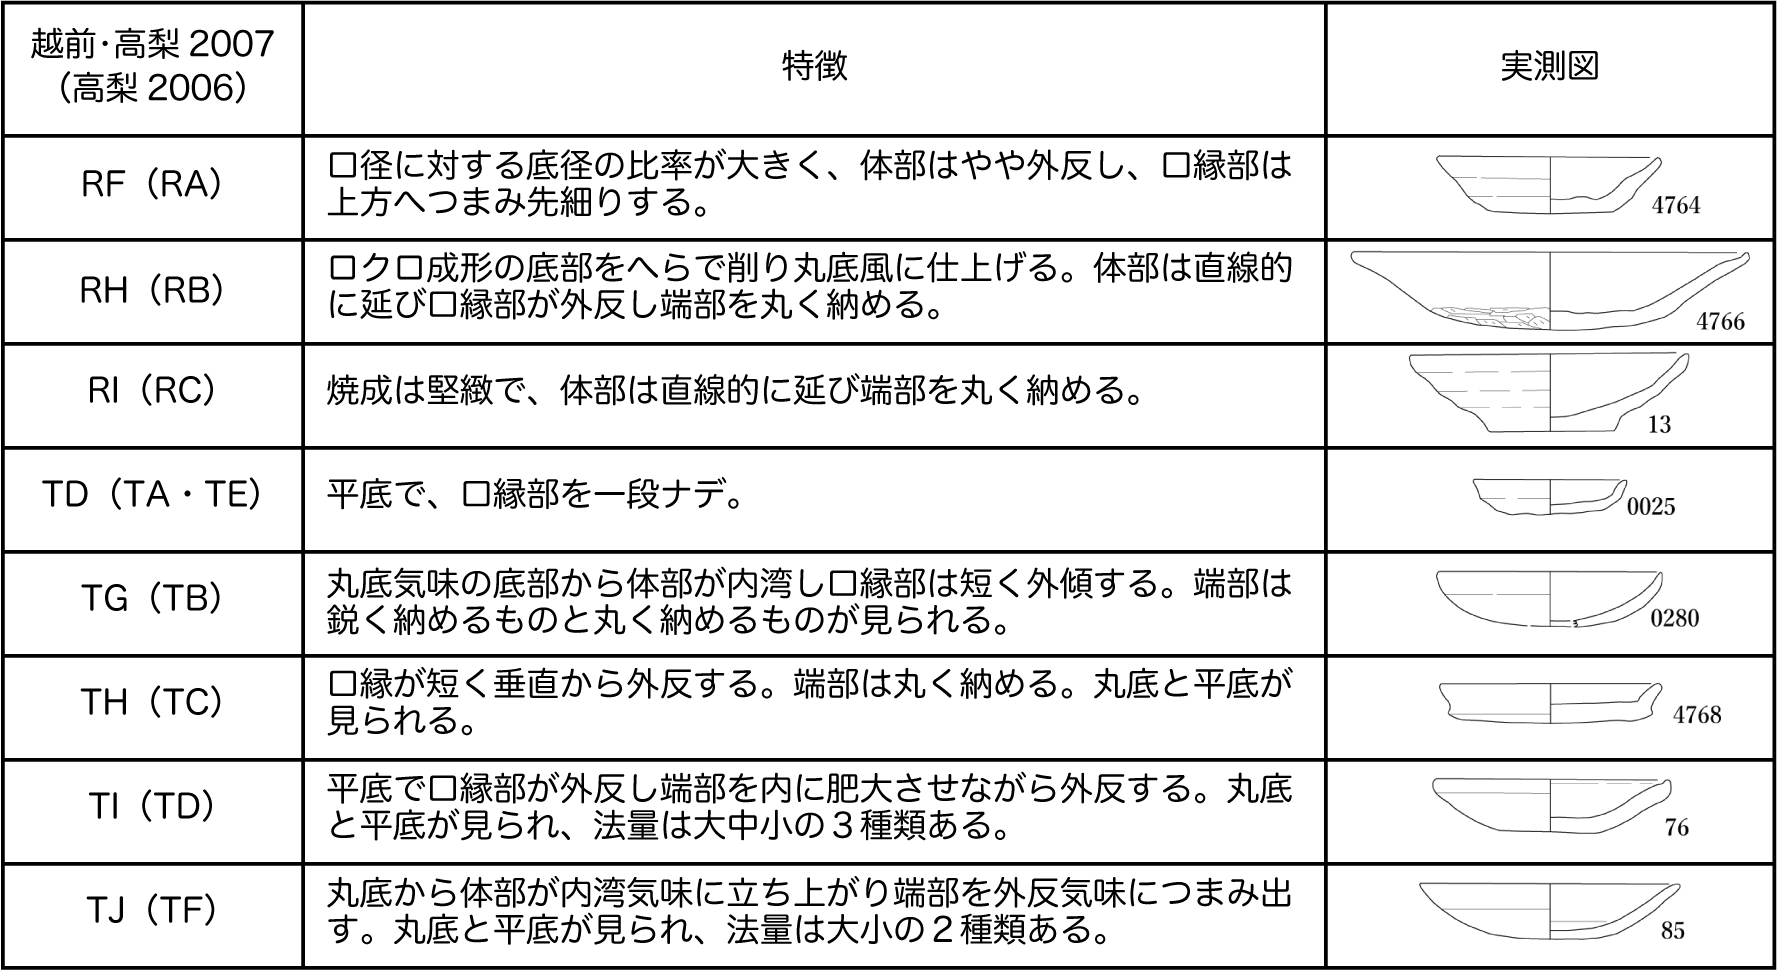 越前・高梨 2007
（高梨 2006）
特徴
実測図
RF（RA）
口径に対する底径の比率が大きく、体部はやや外反し、口縁部は
上方へつまみ先細りする。
4764
RH（RB）
ロクロ成形の底部をへらで削り丸底風に仕上げる。体部は直線的
に延び口縁部が外反し端部を丸く納める。
4766
RI（RC）
焼成は堅緻で、体部は直線的に延び端部を丸く納める。
13
TD（TA・TE）
平底で、口縁部を一段ナデ。
0025
TG（TB）
丸底気味の底部から体部が内湾し口縁部は短く外傾する。端部は
鋭く納めるものと丸く納めるものが見られる。
0280
TH（TC）
口縁が短く垂直から外反する。端部は丸く納める。丸底と平底が
見られる。
4768
TI（TD）
平底で口縁部が外反し端部を内に肥大させながら外反する。丸底
と平底が見られ、法量は大中小の３種類ある。
76
TJ（TF）
丸底から体部が内湾気味に立ち上がり端部を外反気味につまみ出
す。丸底と平底が見られ、法量は大小の２種類ある。
85